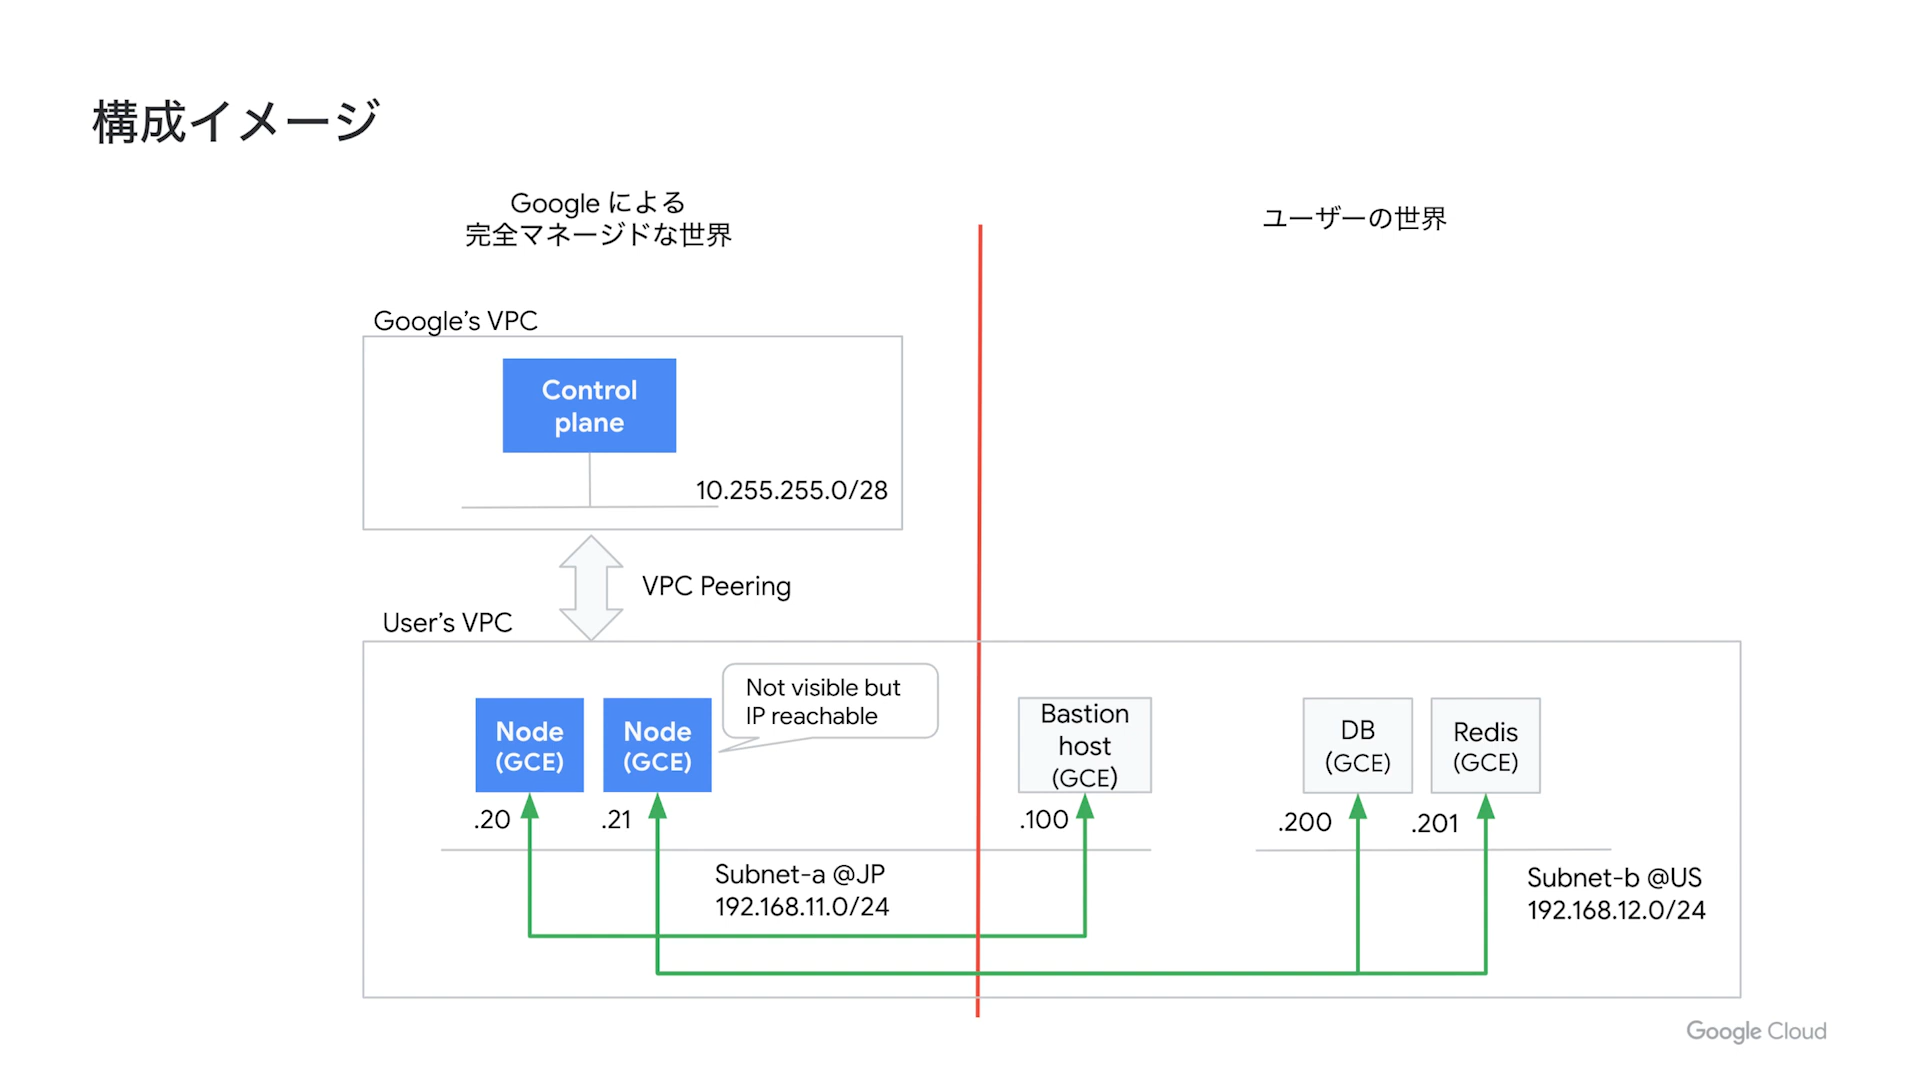 構成イメージ
Google による
完全マネージドな世界
ユーザーの世界
Google’s VPC
Control
plane
10.255.255.0/28
VPC Peering
User’s VPC
Node
(GCE)
.20
Node
(GCE)
.21
Not visible but
IP reachable
Bastion
host
(GCE)
.100
DB
(GCE)
.200
Redis
(GCE)
.201
Subnet-a @JP
192.168.11.0/24
Subnet-b @US
192.168.12.0/24
Google Cloud